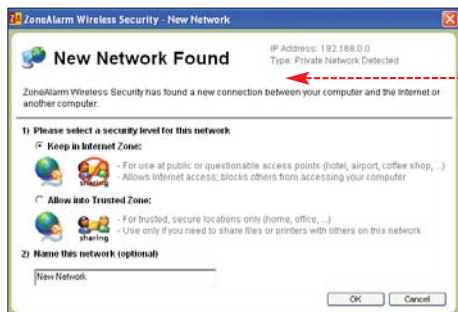 ZoneAlarm Wireless Security - New Network
New Network Found
IP Address: 192.168.0.0
Type: Private Network Detected
ZoneAlarm Wireless Security has found a new connection between your computer and the Internet or
another computer.
1) Please select a security level for this network
Keep in Internet Zone:
- For use at public or questionable access points (hotel, airport, coffee shop, ...)
- Allows Internet access; blocks others from accessing your computer
sharing
Allow into Trusted Zone:
- For trusted, secure locations only (home, office, ...)
- Use only if you need to share files or printers with others on this network
sharing
2) Name this network (optional)
New Network
OK
Cancel